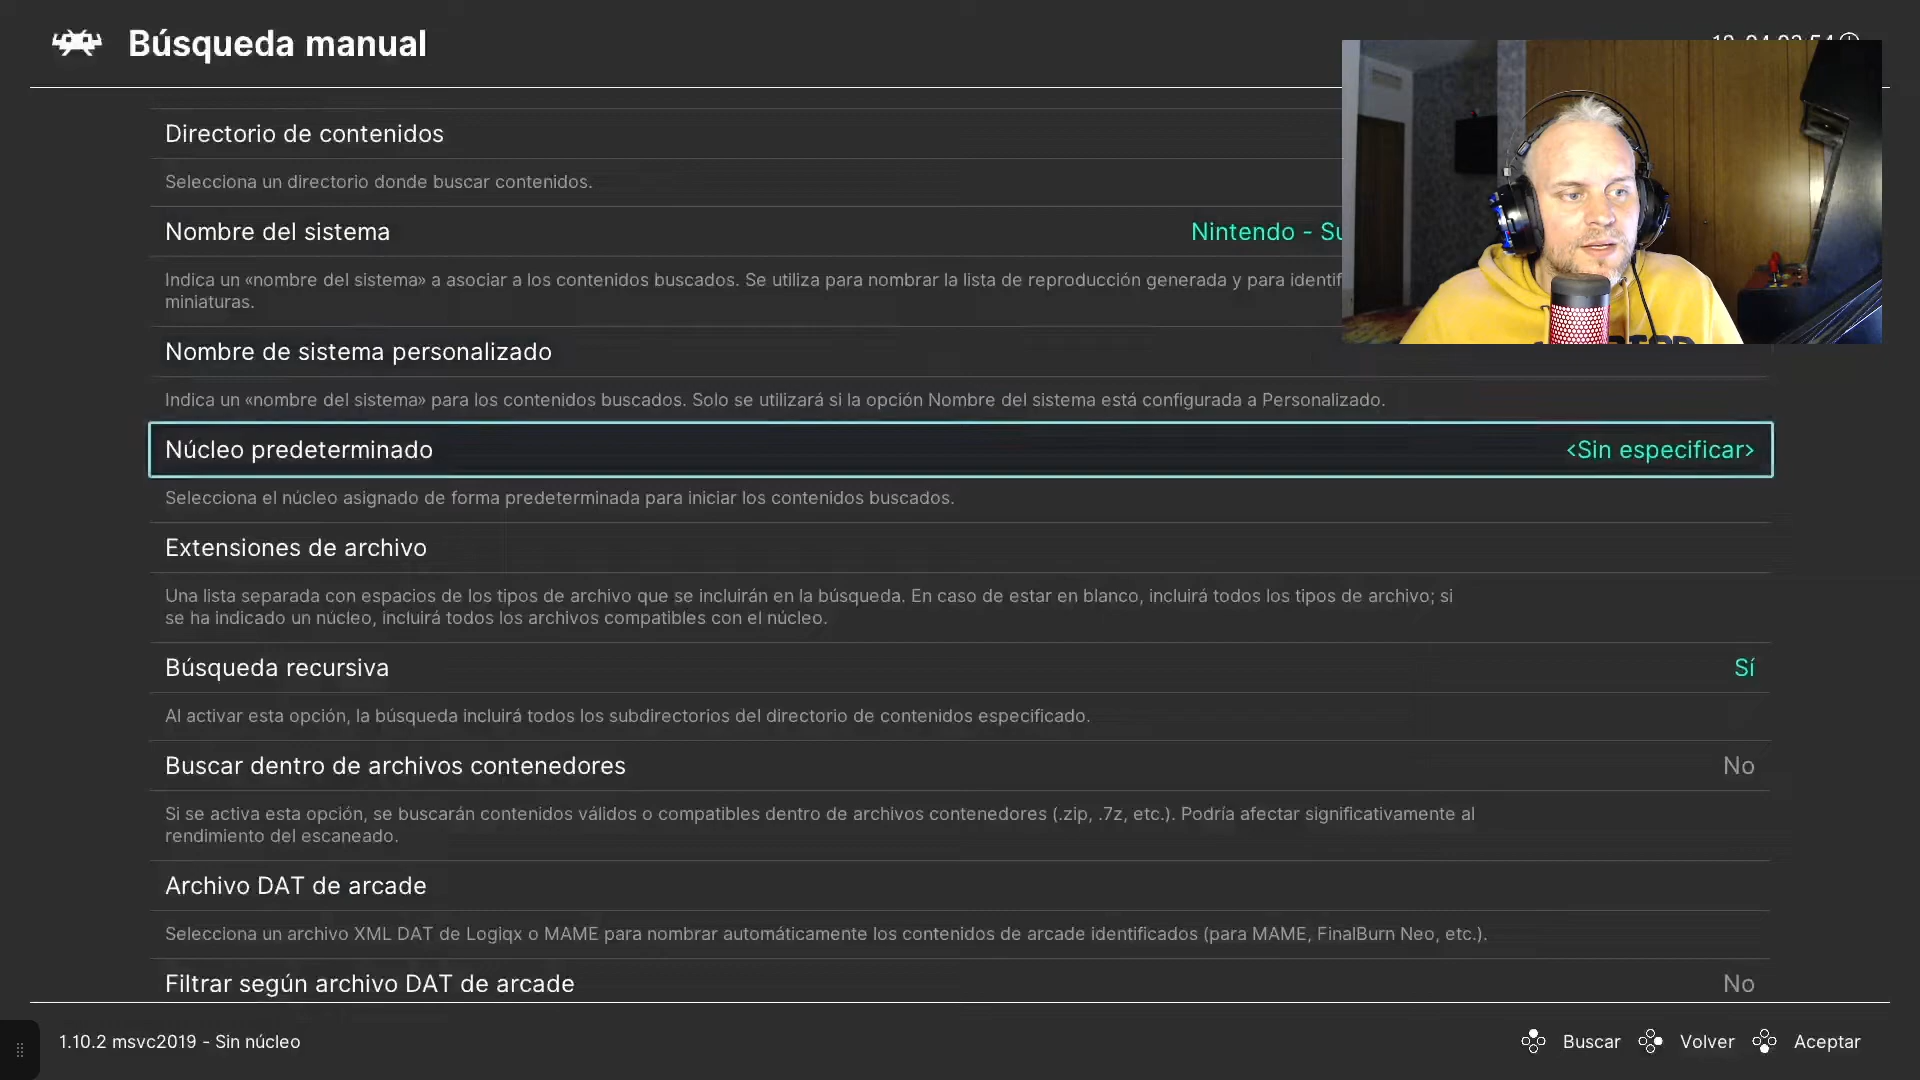 Búsqueda manual
Directorio de contenidos
Selecciona un directorio donde buscar contenidos.
Nombre del sistema
Nintendo -
Indica un «nombre del sistema» a asociar a los contenidos buscados. Se utiliza para nombrar la lista de reproducción generada y para
miniaturas.
Nombre de sistema personalizado
Indica un «nombre del sistema» para los contenidos buscados. Solo se utilizará si la opción Nombre del sistema está configurada a Personalizado.
Núcleo predeterminado
<Sin especificar>
Selecciona el núcleo asignado de forma predeterminada para iniciar los contenidos buscados.
Extensiones de archivo
Una lista separada con espacios de los tipos de archivo que se incluirán en la búsqueda. En caso de estar en blanco, incluirá todos los tipos de archivo; si
se ha indicado un núcleo, incluirá todos los archivos compatibles con el núcleo.
Búsqueda recursiva
Sí
Al activar esta opción, la búsqueda incluirá todos los subdirectorios del directorio de contenidos especificado.
Buscar dentro de archivos contenedores
No
Si se activa esta opción, se buscarán contenidos válidos o compatibles dentro de archivos contenedores (.zip, .7z, etc.). Podría afectar significativamente al
rendimiento del escaneado.
Archivo DAT de arcade
Selecciona un archivo XML DAT de Logiqx o MAME para nombrar automáticamente los contenidos de arcade identificados (para MAME, FinalBurn Neo, etc.).
Filtrar según archivo DAT de arcade
No
1.10.2 msvc2019 - Sin núcleo
Buscar
Volver
Aceptar